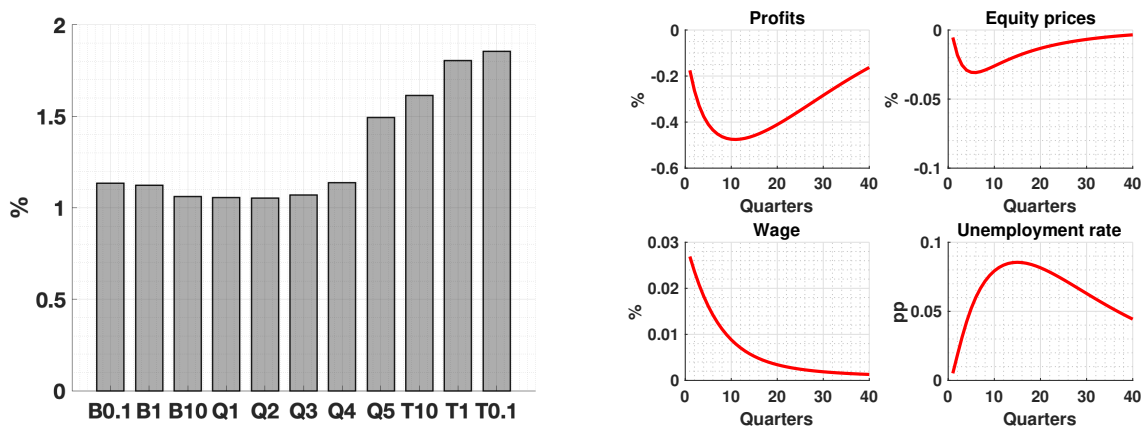 2
1.5
1
0.5
0
%
B0.1 B1 B10 Q1 Q2 Q3 Q4 Q5 T10 T1 T0.1
Profits
0
-0.2
-0.4
-0.6
%
0 10 20 30 40
Quarters
Equity prices
0
-0.05
-0.1
%
0 10 20 30 40
Quarters
Wage
0.03
0.02
0.01
0
%
0 10 20 30 40
Quarters
Unemployment rate
0.1
0.05
0
pp
0 10 20 30 40
Quarters